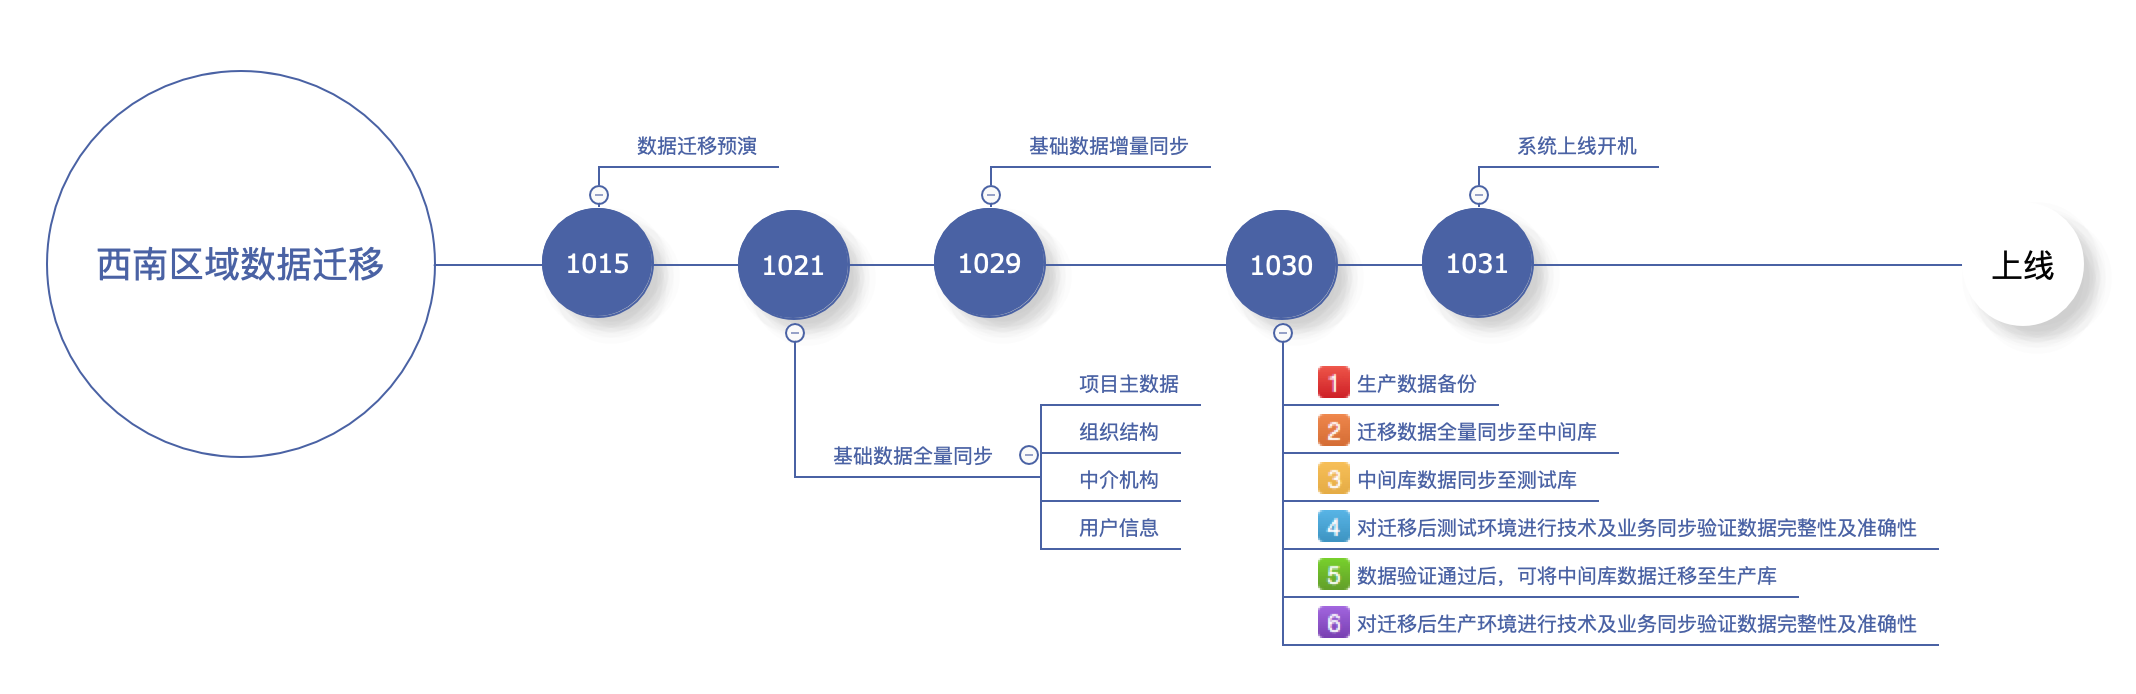 西南区域数据迁移
1015
数据迁移预演
1021
基础数据全量同步
项目主数据
组织结构
中介机构
用户信息
1029
基础数据增量同步
1030
1 生产数据备份
2 迁移数据全量同步至中间库
3 中间库数据同步至测试库
4 对迁移后测试环境进行技术及业务同步验证数据完整性及准确性
5 数据验证通过后，可将中间库数据迁移至生产库
6 对迁移后生产环境进行技术及业务同步验证数据完整性及准确性
1031
系统上线开机
上线